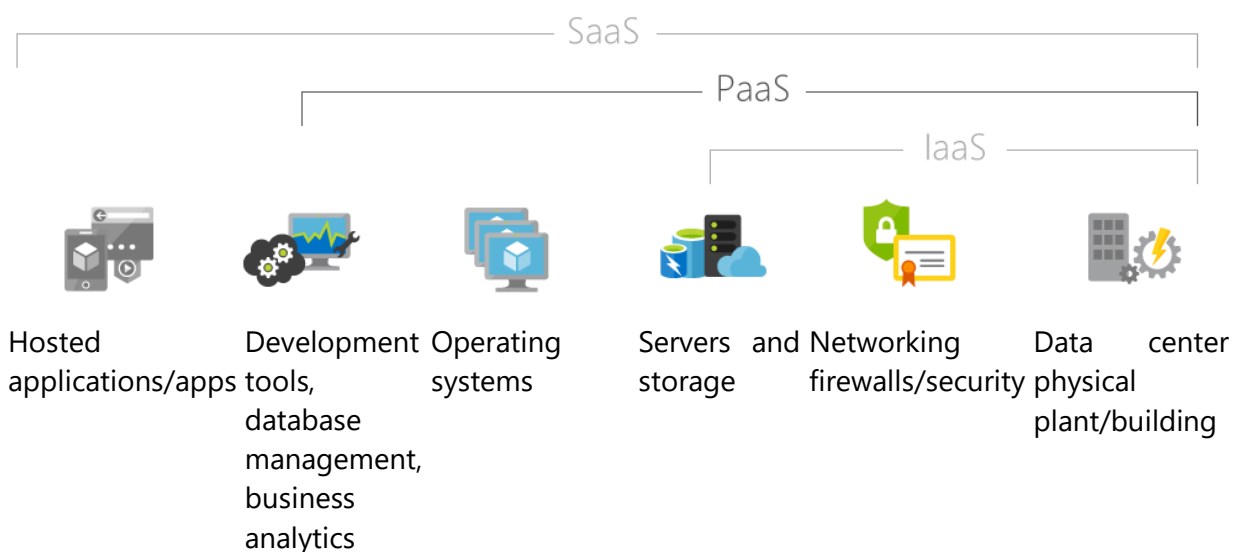 SaaS
PaaS
IaaS
Hosted
applications/apps
Development
tools,
database
management,
business
analytics
Operating
systems
Servers and
storage
Networking
firewalls/security
Data center
physical
plant/building